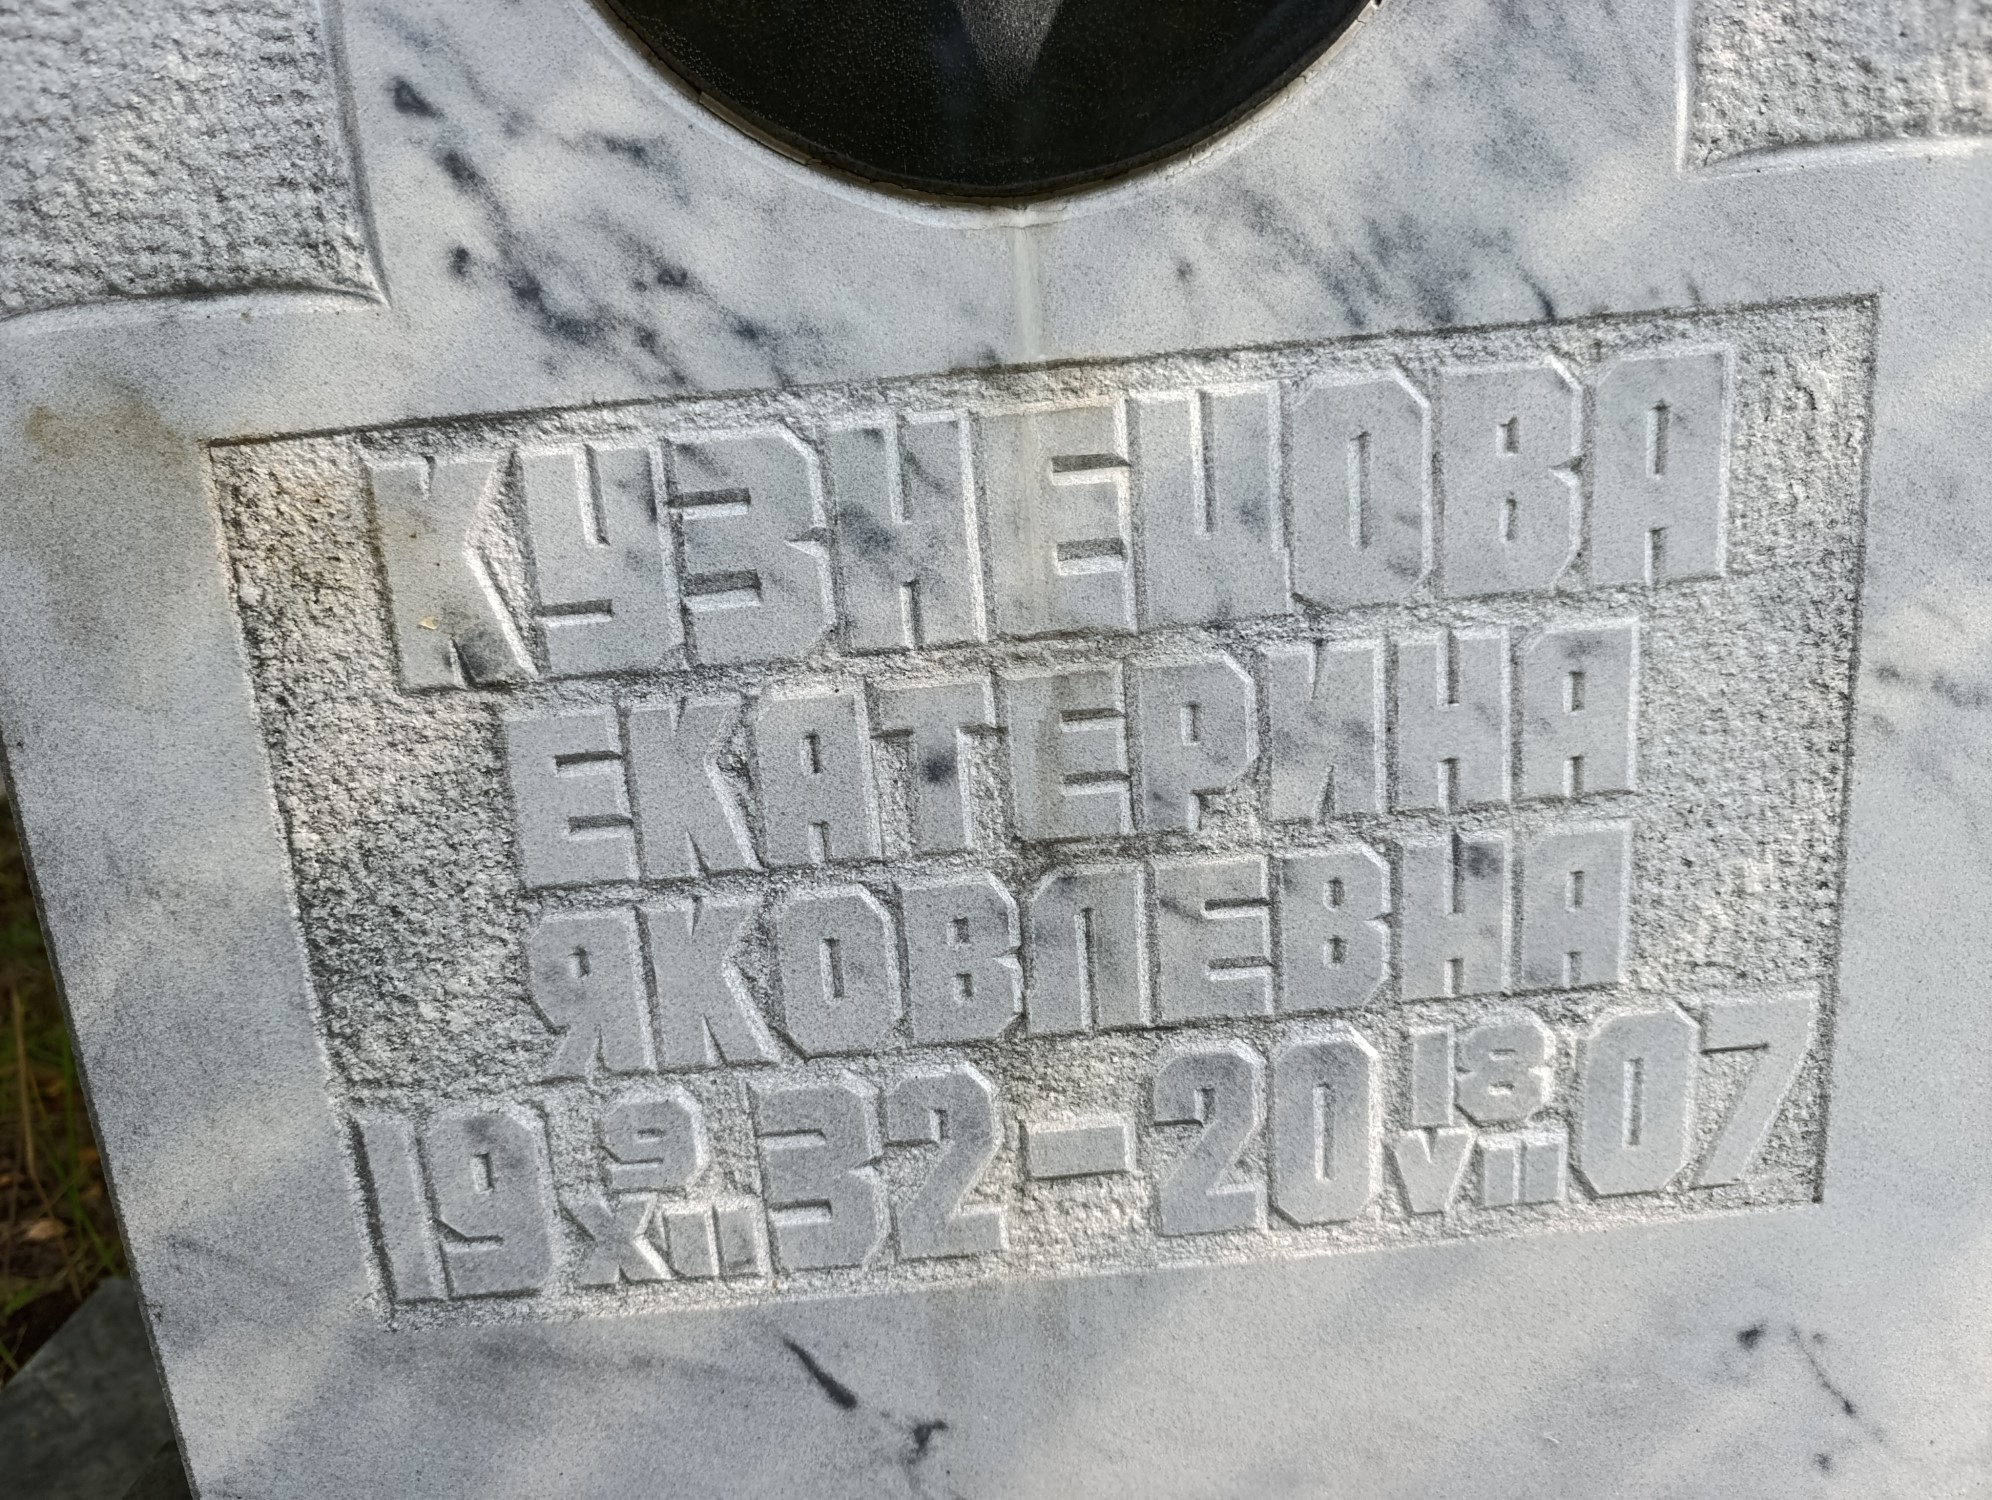 КУЗНЕЦОВА
ЕКАТЕРИНА
ЯКОВЛЕВНА
19 9/XII 32 – 20 18/VII 07